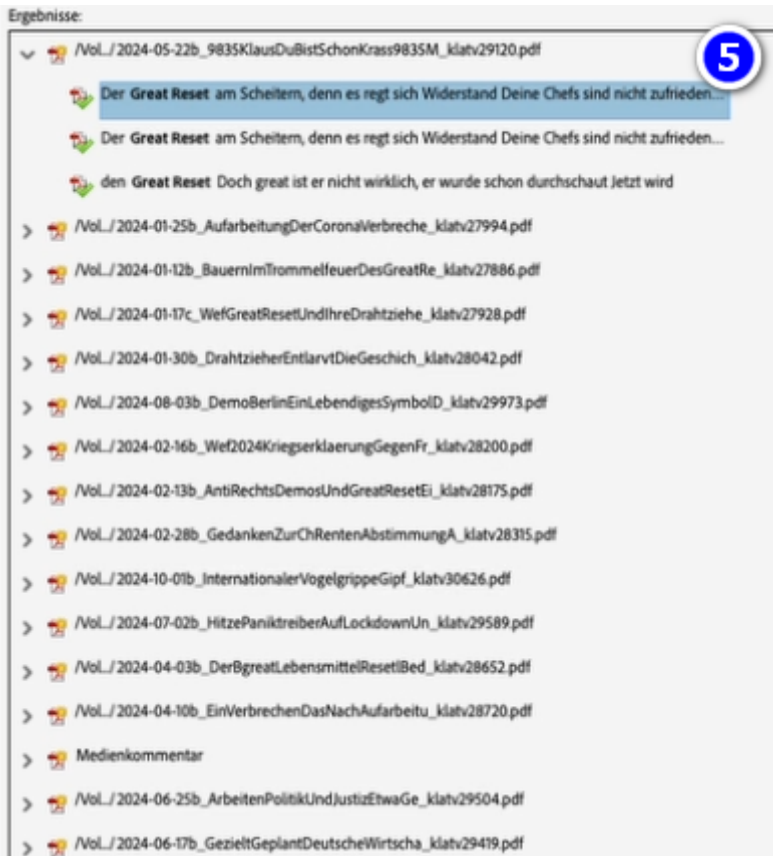 Ergebnisse:
5
/Vol../2024-05-22b_9835KlausDuBistSchonKrass9835M_klatv29120.pdf
Der Great Reset am Scheitern, denn es regt sich Widerstand Deine Chefs sind nicht zufrieden...
Der Great Reset am Scheitern, denn es regt sich Widerstand Deine Chefs sind nicht zufrieden...
den Great Reset Doch great ist er nicht wirklich, er wurde schon durchschaut Jetzt wird
/Vol../2024-01-25b_AufarbeitungDerCoronaVerbreche_klatv27994.pdf
/Vol../2024-01-12b_BauernImTrommelfeuerDesGreatRe_klatv27886.pdf
/Vol../2024-01-17c_WefGreatResetUndIhreDrahtziehe_klatv27928.pdf
/Vol../2024-01-30b_DrahtzieherEntlarvtDieGeschich_klatv28042.pdf
/Vol../2024-08-03b_DemoBerlinEinLebendigesSymbolD_klatv29973.pdf
/Vol../2024-02-16b_Wef2024KriegserklaerungGegenFr_klatv28200.pdf
/Vol../2024-02-13b_AntiRechtsDemosUndGreatResetEi_klatv28175.pdf
/Vol../2024-02-28b_GedankenZurChRentenAbstimmungA_klatv28315.pdf
/Vol../2024-10-01b_InternationalerVogelgrippeGipf_klatv30626.pdf
/Vol../2024-07-02b_HitzePaniktreiberAufLockdownUn_klatv29589.pdf
/Vol../2024-04-03b_DerBgreatLebensmittelResetlBed_klatv28652.pdf
/Vol../2024-04-10b_EinVerbrechenDasNachAufarbeitu_klatv28720.pdf
Medienkommentar
/Vol../2024-06-25b_ArbeitenPolitikUndJustizEtwaGe_klatv29504.pdf
/Vol../2024-06-17b_GezieltGeplantDeutscheWirtscha_klatv29419.pdf